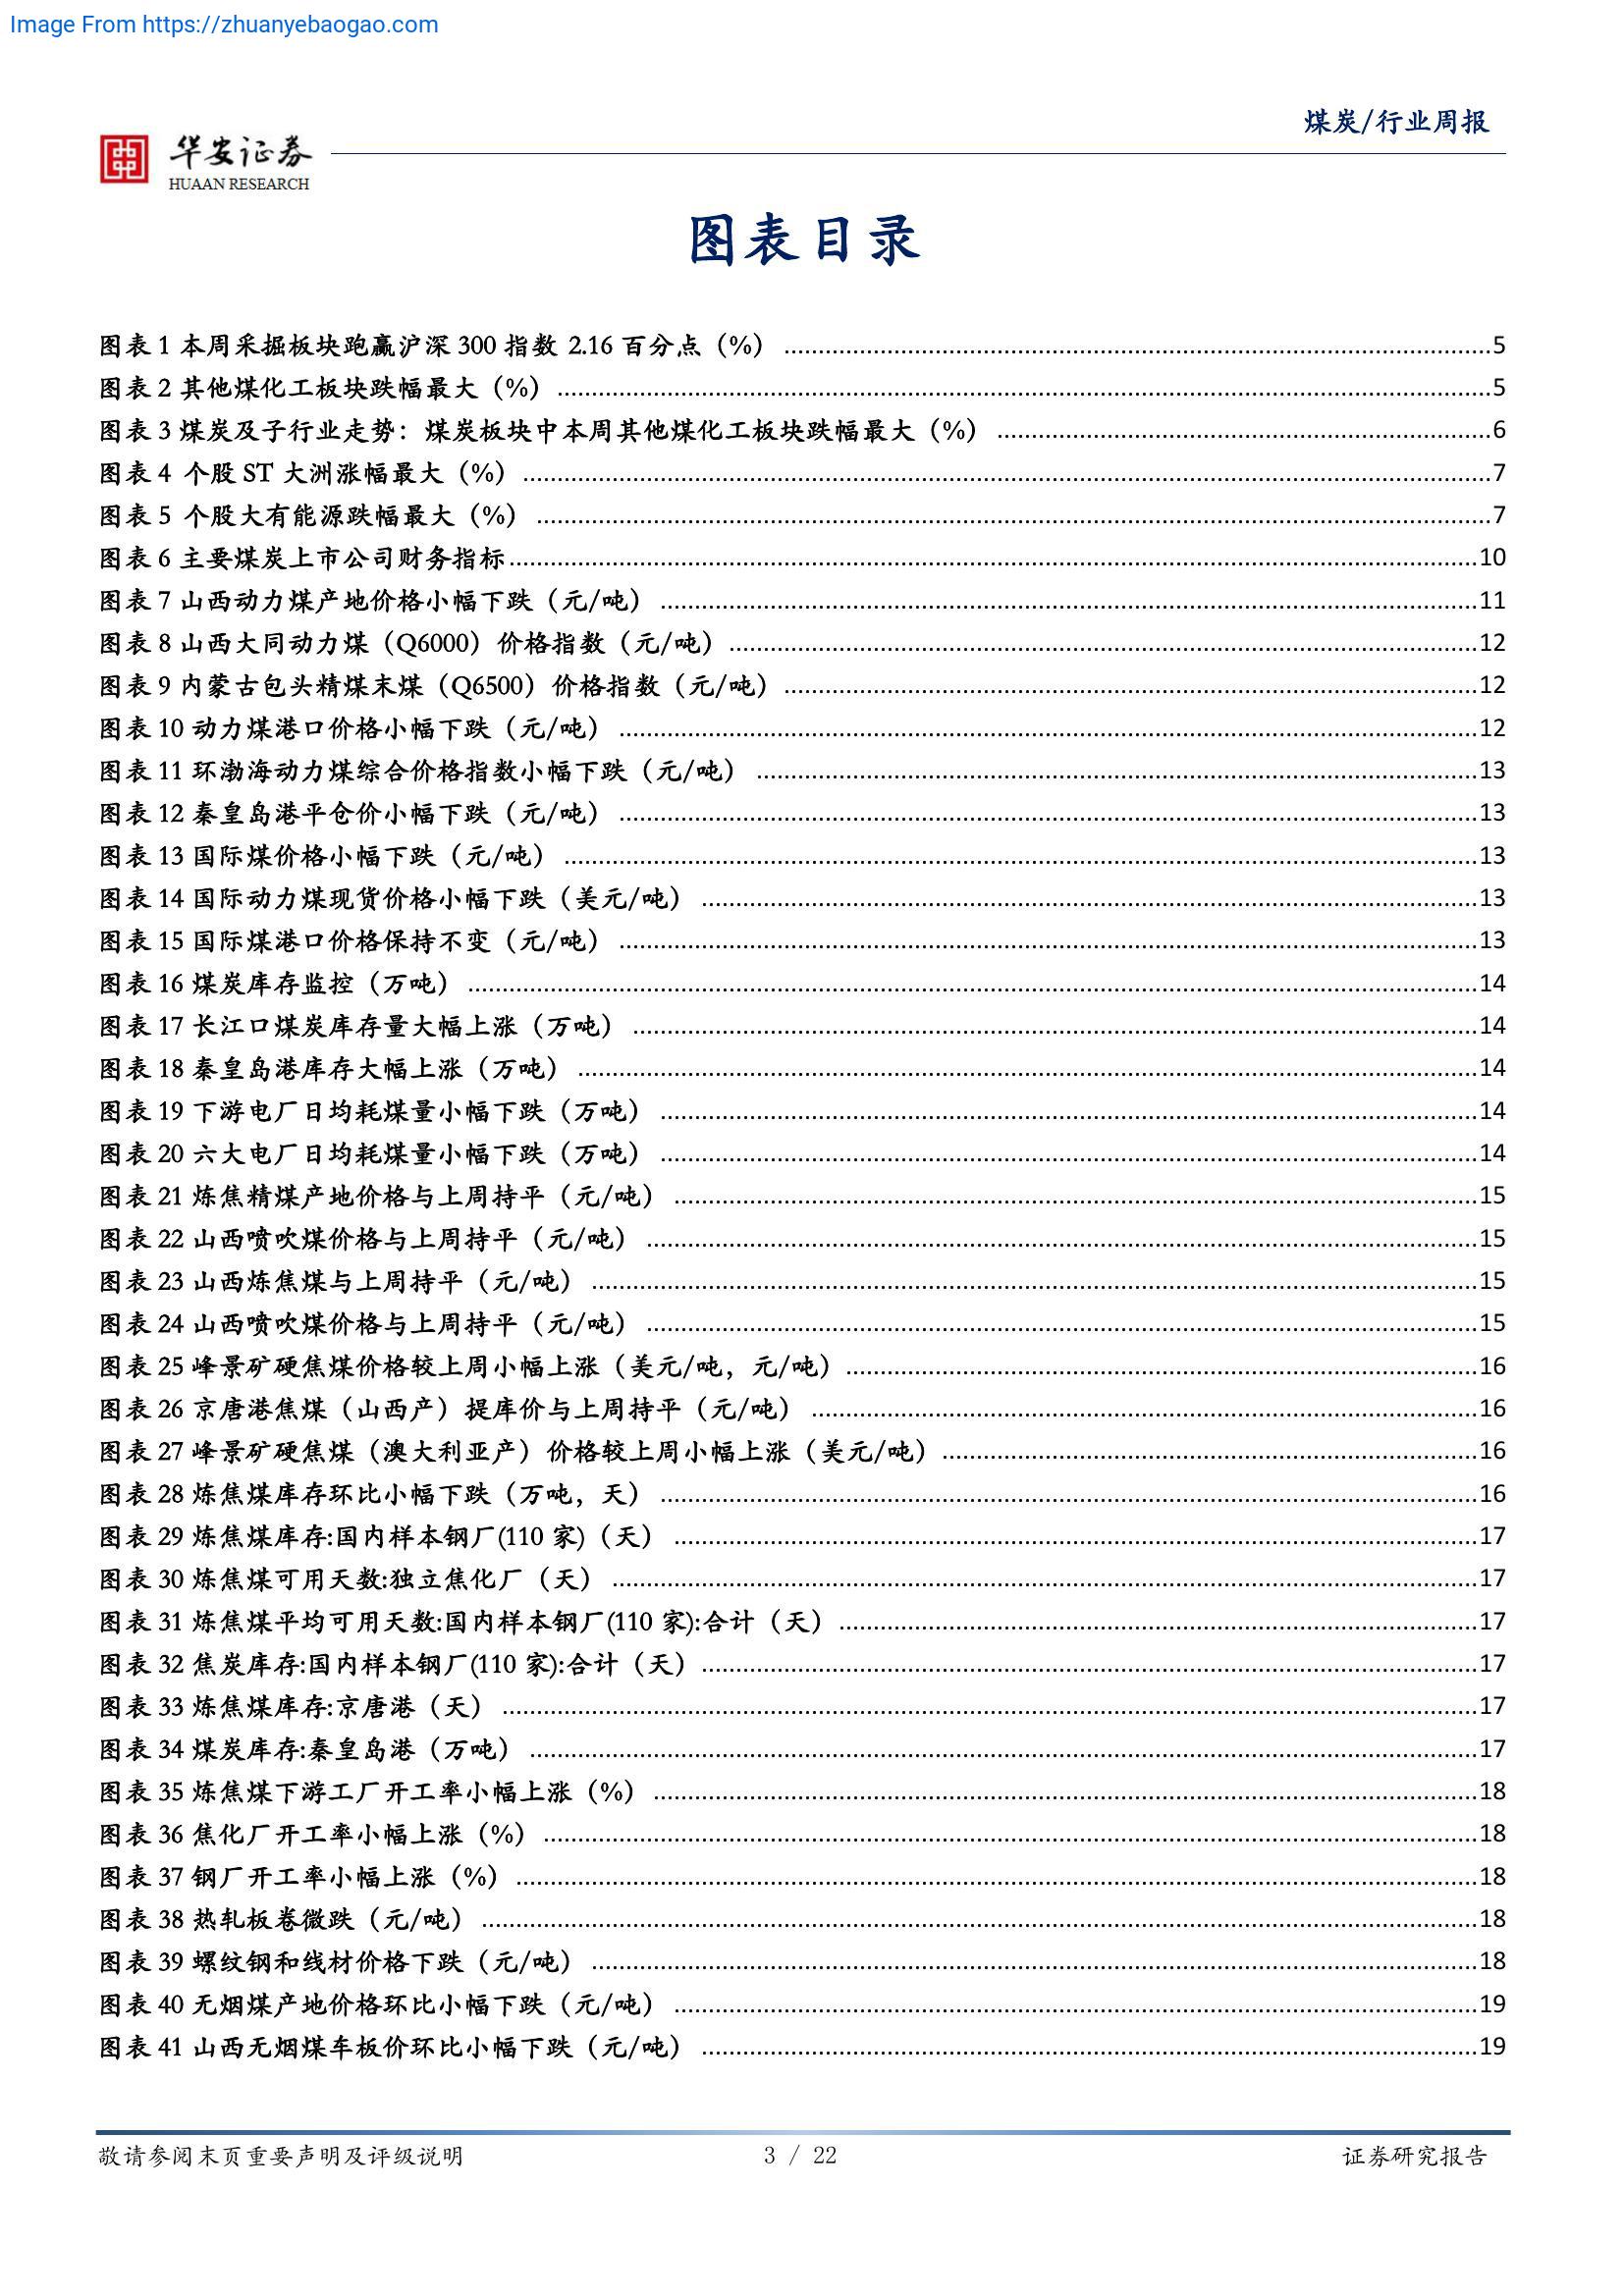 Image From https://zhuanyebaogao.com
煤炭/行业周报
华安证券
HUAAN RESEARCH
图表目录
图表 1 本周采掘板块跑赢沪深 300 指数 2.16 百分点（%）5
图表 2 其他煤化工板块跌幅最大（%）5
图表 3 煤炭及子行业走势：煤炭板块中本周其他煤化工板块跌幅最大（%）6
图表 4 个股 ST 大洲涨幅最大（%）7
图表 5 个股大有能源跌幅最大（%）7
图表 6 主要煤炭上市公司财务指标10
图表 7 山西动力煤产地价格小幅下跌（元/吨）11
图表 8 山西大同动力煤（Q6000）价格指数（元/吨）12
图表 9 内蒙古包头精煤末煤（Q6500）价格指数（元/吨）12
图表 10 动力煤港口价格小幅下跌（元/吨）12
图表 11 环渤海动力煤综合价格指数小幅下跌（元/吨）13
图表 12 秦皇岛港平仓价小幅下跌（元/吨）13
图表 13 国际煤价格小幅下跌（元/吨）13
图表 14 国际动力煤现货价格小幅下跌（美元/吨）13
图表 15 国际煤港口价格保持不变（元/吨）13
图表 16 煤炭库存监控（万吨）14
图表 17 长江口煤炭库存量大幅上涨（万吨）14
图表 18 秦皇岛港库存大幅上涨（万吨）14
图表 19 下游电厂日均耗煤量小幅下跌（万吨）14
图表 20 六大电厂日均耗煤量小幅下跌（万吨）14
图表 21 炼焦精煤产地价格与上周持平（元/吨）15
图表 22 山西喷吹煤价格与上周持平（元/吨）15
图表 23 山西炼焦煤与上周持平（元/吨）15
图表 24 山西喷吹煤价格与上周持平（元/吨）15
图表 25 峰景矿硬焦煤价格较上周小幅上涨（美元/吨，元/吨）16
图表 26 京唐港焦煤（山西产）提库价与上周持平（元/吨）16
图表 27 峰景矿硬焦煤（澳大利亚产）价格较上周小幅上涨（美元/吨）16
图表 28 炼焦煤库存环比小幅下跌（万吨，天）16
图表 29 炼焦煤库存:国内样本钢厂(110 家)（天）17
图表 30 炼焦煤可用天数:独立焦化厂（天）17
图表 31 炼焦煤平均可用天数:国内样本钢厂(110 家):合计（天）17
图表 32 焦炭库存:国内样本钢厂(110 家):合计（天）17
图表 33 炼焦煤库存:京唐港（天）17
图表 34 煤炭库存:秦皇岛港（万吨）17
图表 35 炼焦煤下游工厂开工率小幅上涨（%）18
图表 36 焦化厂开工率小幅上涨（%）18
图表 37 钢厂开工率小幅上涨（%）18
图表 38 热轧板卷微跌（元/吨）18
图表 39 螺纹钢和线材价格下跌（元/吨）18
图表 40 无烟煤产地价格环比小幅下跌（元/吨）19
图表 41 山西无烟煤车板价环比小幅下跌（元/吨）19
敬请参阅末页重要声明及评级说明
3 / 22
证券研究报告